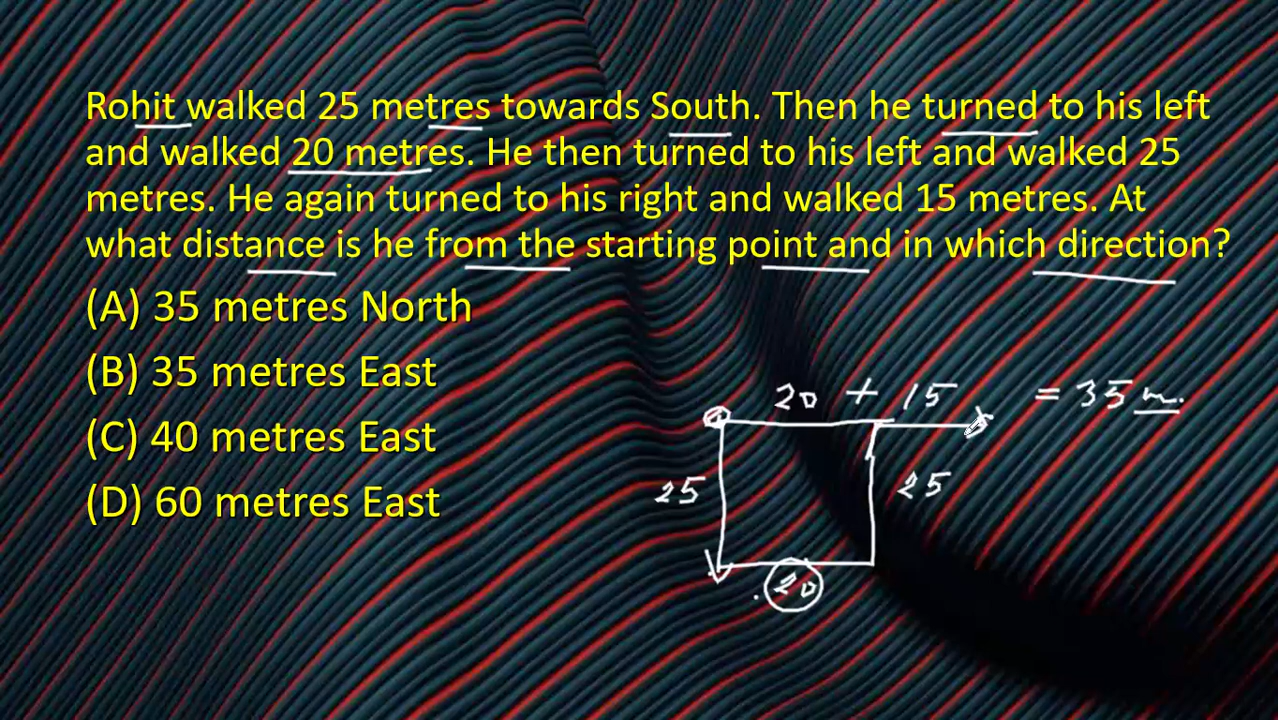 Rohit walked 25 metres towards South. Then he turned to his left
and walked 20 metres. He then turned to his left and walked 25
metres. He again turned to his right and walked 15 metres. At
what distance is he from the starting point and in which direction?
(A) 35 metres North
(B) 35 metres East
(C) 40 metres East
(D) 60 metres East
20 + 15 = 35 m.
25
25
20